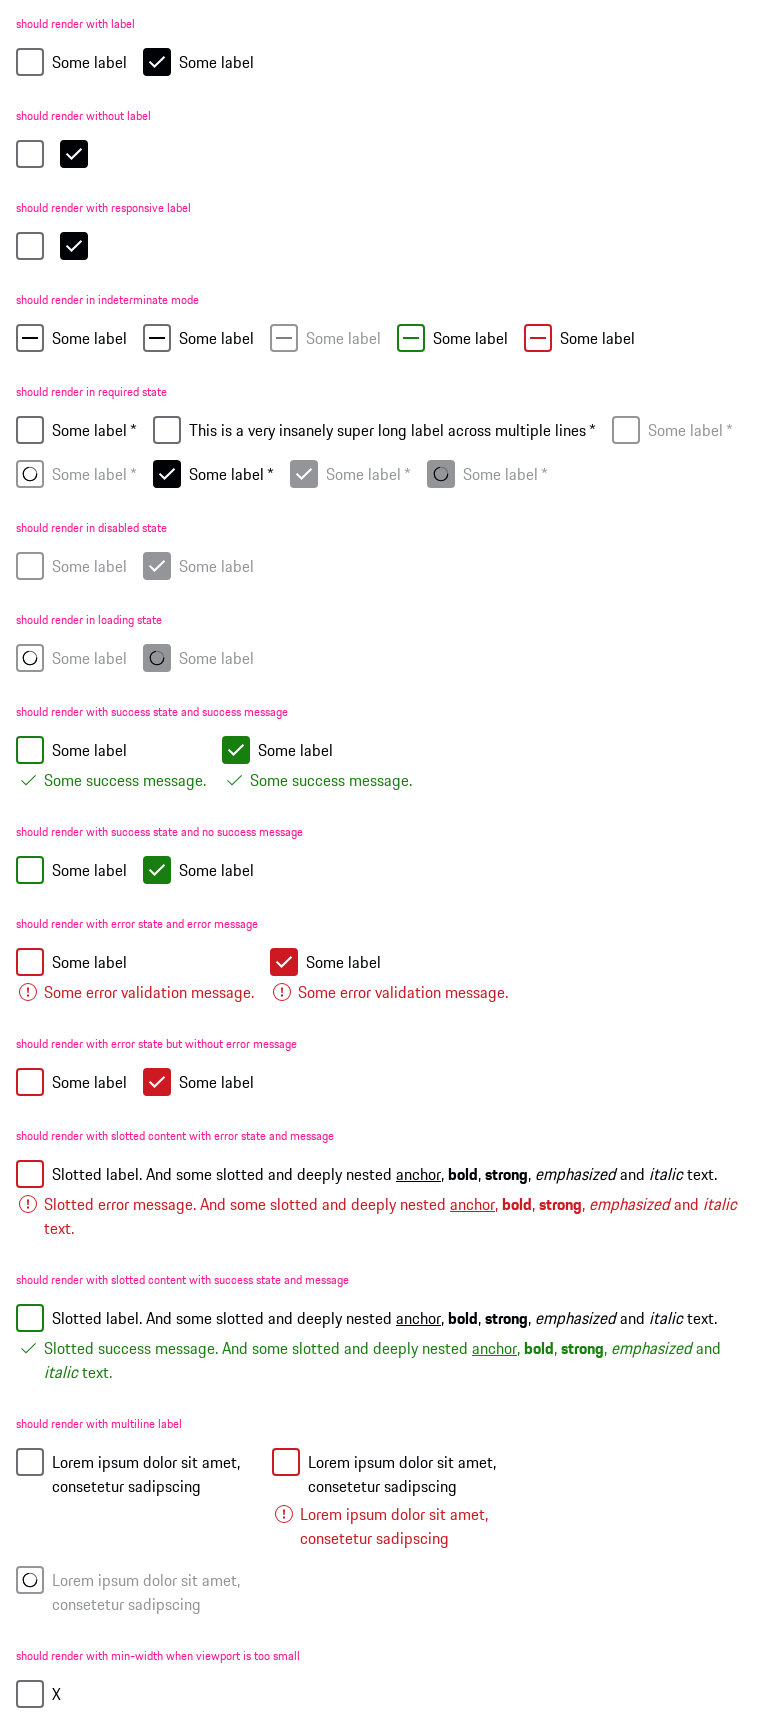 should render with label
Some label Some label
should render without label
should render with responsive label
should render in indeterminate mode
Some label Some label Some label Some label Some label
should render in required state
Some label * This is a very insanely super long label across multiple lines * Some label *
Some label * Some label * Some label * Some label *
should render in disabled state
Some label Some label
should render in loading state
Some label Some label
should render with success state and success message
Some label Some label
Some success message. Some success message.
should render with success state and no success message
Some label Some label
should render with error state and error message
Some label Some label
Some error validation message. Some error validation message.
should render with error state but without error message
Some label Some label
should render with slotted content with error state and message
Slotted label. And some slotted and deeply nested anchor, bold, strong, emphasized and italic text.
Slotted error message. And some slotted and deeply nested anchor, bold, strong, emphasized and italic
text.
should render with slotted content with success state and message
Slotted label. And some slotted and deeply nested anchor, bold, strong, emphasized and italic text.
Slotted success message. And some slotted and deeply nested anchor, bold, strong, emphasized and
italic text.
should render with multiline label
Lorem ipsum dolor sit amet,
consetetur sadipscing
Lorem ipsum dolor sit amet,
consetetur sadipscing
Lorem ipsum dolor sit amet,
consetetur sadipscing
Lorem ipsum dolor sit amet,
consetetur sadipscing
should render with min-width when viewport is too small
X